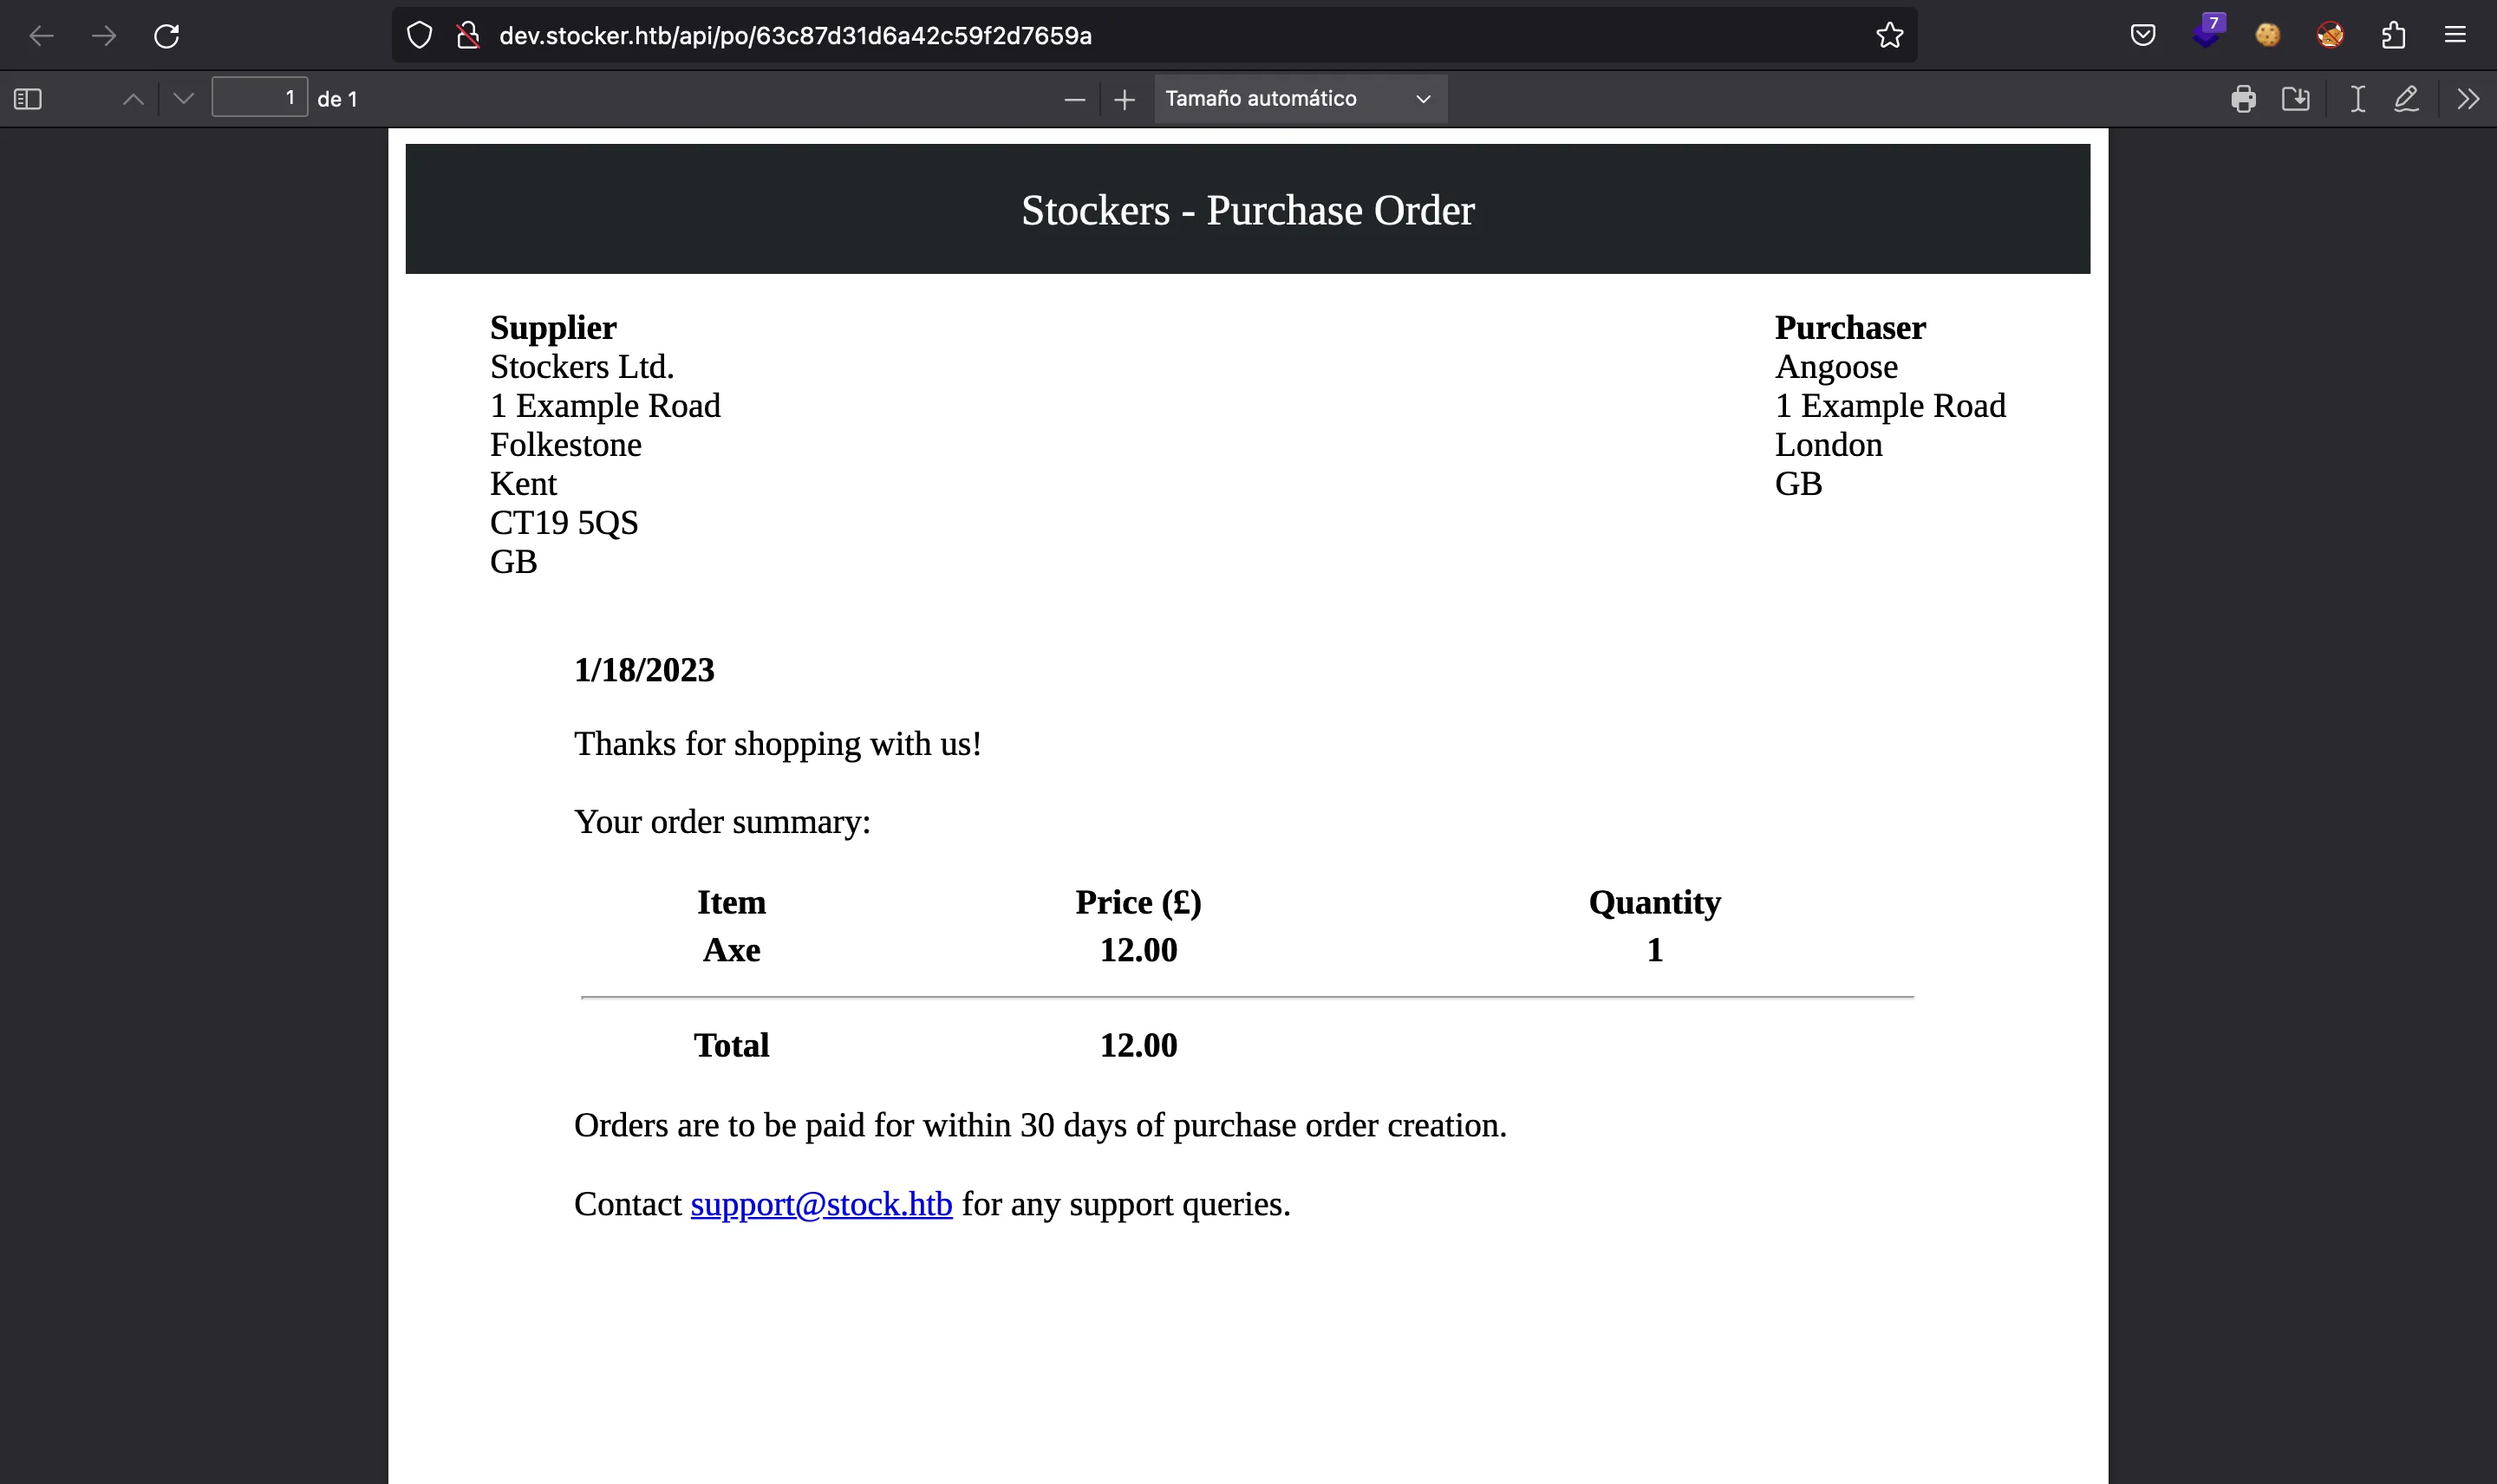 dev.stocker.htb/api/po/63c87d31d6a42c59f2d7659a
7
1 de 1
Tamaño automático
Stockers - Purchase Order
Supplier
Stockers Ltd.
1 Example Road
Folkestone
Kent
CT19 5QS
GB
Purchaser
Angoose
1 Example Road
London
GB
1/18/2023
Thanks for shopping with us!
Your order summary:
Item Price (£) Quantity
Axe 12.00 1
Total 12.00
Orders are to be paid for within 30 days of purchase order creation.
Contact support@stock.htb for any support queries.